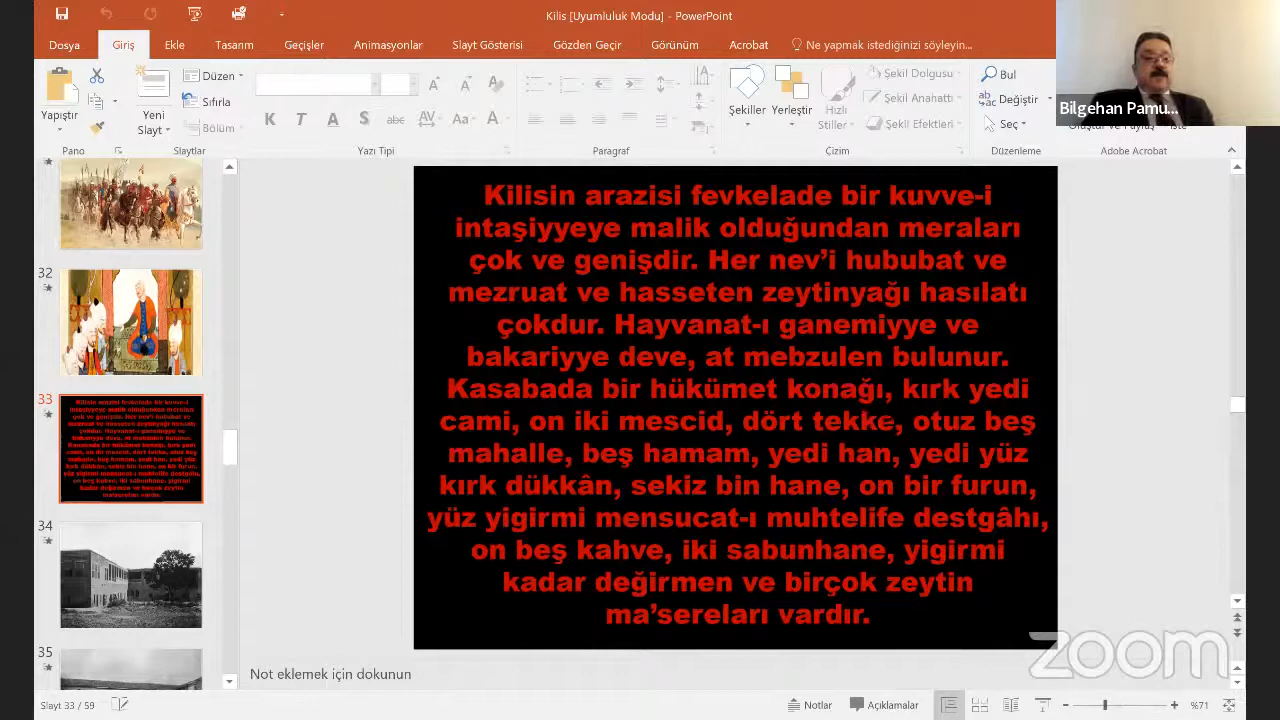 Kilis [Uyumluluk Modu] - PowerPoint
Dosya Giriş Ekle Tasarım Geçişler Animasyonlar Slayt Gösterisi Gözden Geçir Görünüm Acrobat Ne yapmak istediğinizi söyleyin...
Yapıştır
Pano
Yeni Slayt
Düzen
Sıfırla
Bölüm
Slaytlar
K T A S abc AV Aa A
Yazı Tipi
Paragraf
Şekiller
Yerleştir
Hızlı Stiller
Şekil Dolgusu
Şekil Anahattı
Şekil Efektleri
Çizim
Bul
Değiştir
Seç
Düzenleme
Adobe Acrobat
Bilgehan Pamu...
32
33
34
35
Kilisin arazisi fevkelade bir kuvve-i
intaşiyyeye malik olduğundan meraları
çok ve genişdir. Her nev’i hububat ve
mezruat ve hasseten zeytinyağı hasılatı
çokdur. Hayvanat-ı ganemiyye ve
bakariyye deve, at mebzulen bulunur.
Kasabada bir hükümet konağı, kırk yedi
cami, on iki mescid, dört tekke, otuz beş
mahalle, beş hamam, yedi han, yedi yüz
kırk dükkân, sekiz bin hane, on bir furun,
yüz yigirmi mensucat-ı muhtelife destgâhı,
on beş kahve, iki sabunhane, yigirmi
kadar değirmen ve birçok zeytin
ma’sereları vardır.
zoom
Not eklemek için dokunun
Slayt 33 / 59
Notlar
Açıklamalar
%71